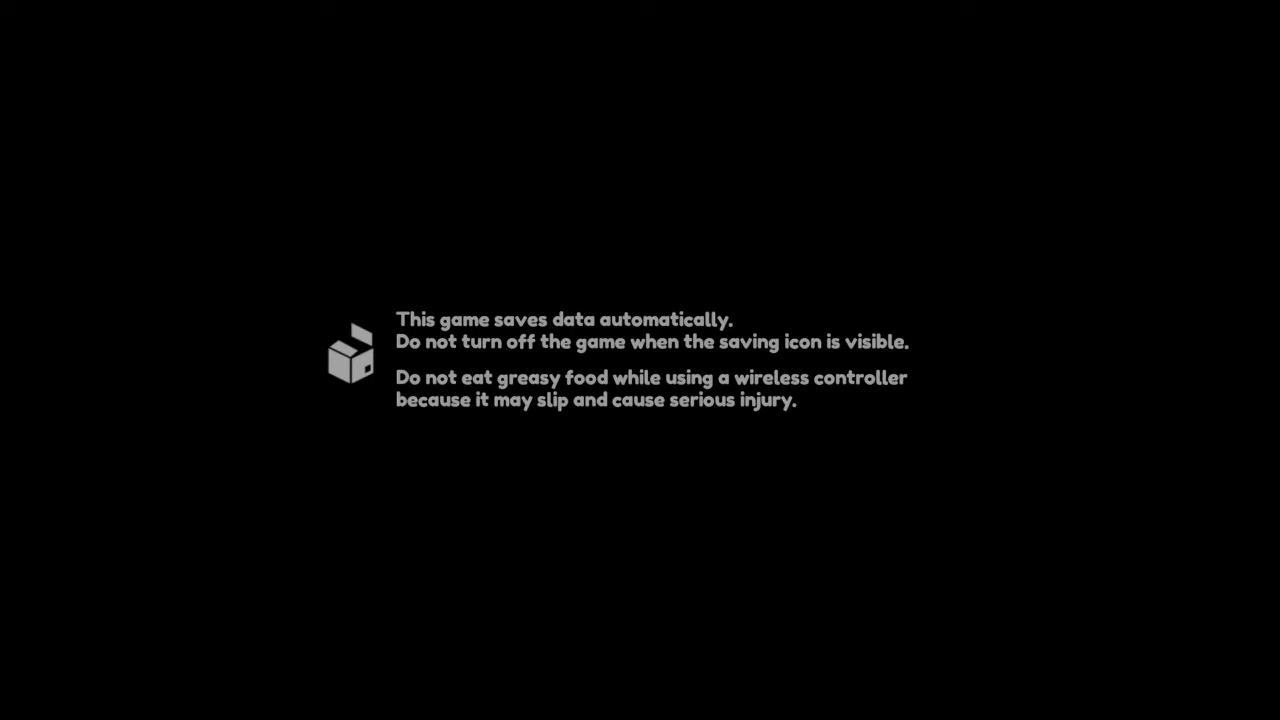 This game saves data automatically.
Do not turn off the game when the saving icon is visible.
Do not eat greasy food while using a wireless controller
because it may slip and cause serious injury.